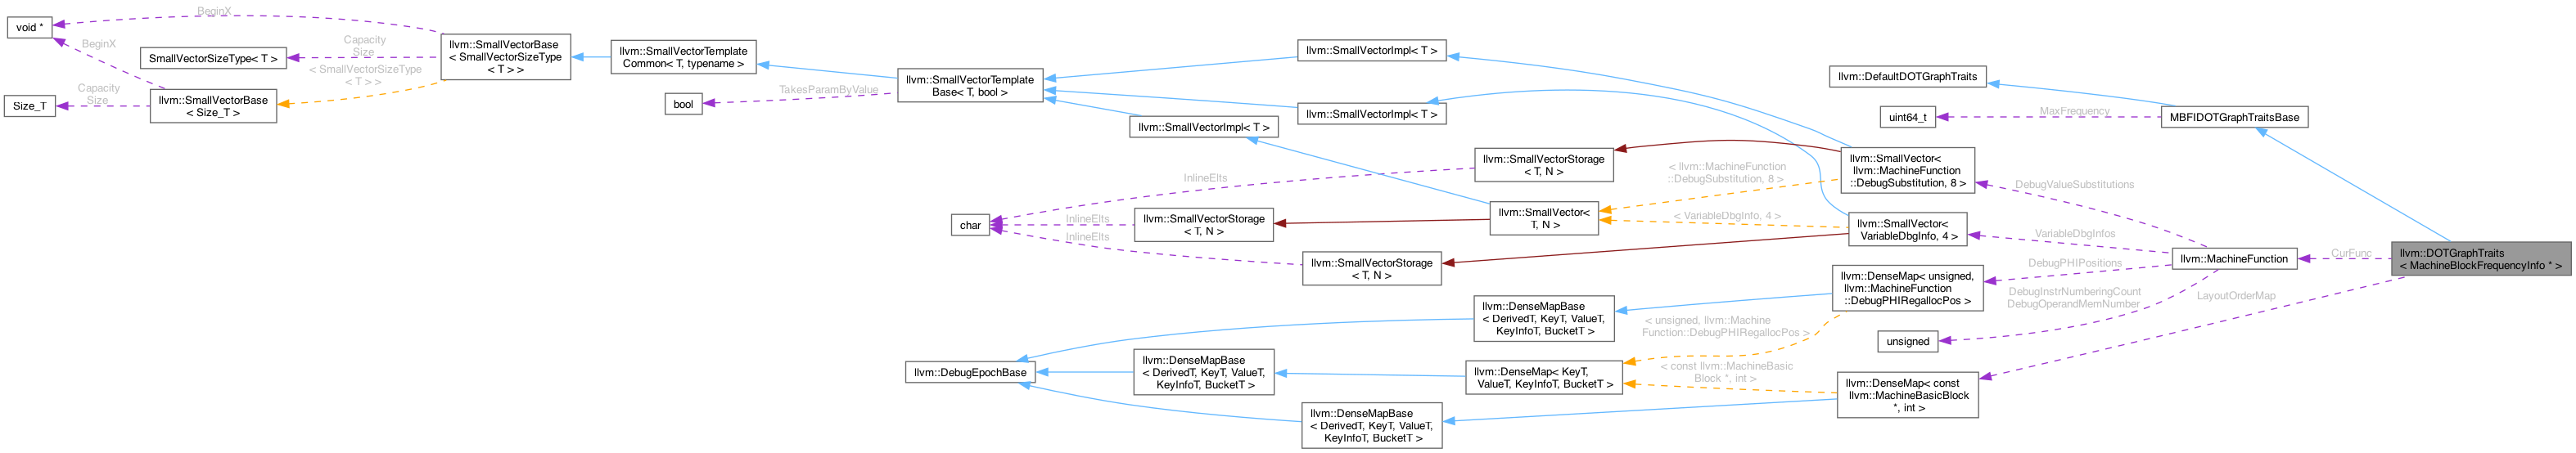 BeginX
void *
BeginX
Capacity
Size
SmallVectorSizeType< T >
< SmallVectorSizeType
< T > >
Capacity
Size
Size_T
llvm::SmallVectorBase
< Size_T >
llvm::SmallVectorBase
< SmallVectorSizeType
< T > >
llvm::SmallVectorTemplate
Common< T, typename >
bool
TakesParamByValue
llvm::SmallVectorTemplate
Base< T, bool >
llvm::SmallVectorImpl< T >
llvm::SmallVectorImpl< T >
llvm::SmallVectorImpl< T >
llvm::SmallVectorStorage
< T, N >
InlineElts
char
InlineElts
InlineElts
llvm::SmallVectorStorage
< T, N >
llvm::SmallVectorStorage
< T, N >
llvm::SmallVector<
T, N >
< llvm::MachineFunction
::DebugSubstitution, 8 >
< VariableDbgInfo, 4 >
llvm::DefaultDOTGraphTraits
uint64_t
MaxFrequency
MBFIDOTGraphTraitsBase
llvm::SmallVector<
llvm::MachineFunction
::DebugSubstitution, 8 >
DebugValueSubstitutions
llvm::SmallVector<
VariableDbgInfo, 4 >
VariableDbgInfos
llvm::MachineFunction
CurFunc
llvm::DOTGraphTraits
< MachineBlockFrequencyInfo * >
DebugPHIPositions
llvm::DenseMap< unsigned,
llvm::MachineFunction
::DebugPHIRegallocPos >
DebugInstrNumberingCount
DebugOperandMemNumber
LayoutOrderMap
unsigned
llvm::DenseMapBase
< DerivedT, KeyT, ValueT,
KeyInfoT, BucketT >
< unsigned, llvm::Machine
Function::DebugPHIRegallocPos >
llvm::DebugEpochBase
llvm::DenseMapBase
< DerivedT, KeyT, ValueT,
KeyInfoT, BucketT >
llvm::DenseMap< KeyT,
ValueT, KeyInfoT, BucketT >
< const llvm::MachineBasic
Block *, int >
llvm::DenseMap< const
llvm::MachineBasicBlock
*, int >
llvm::DenseMapBase
< DerivedT, KeyT, ValueT,
KeyInfoT, BucketT >